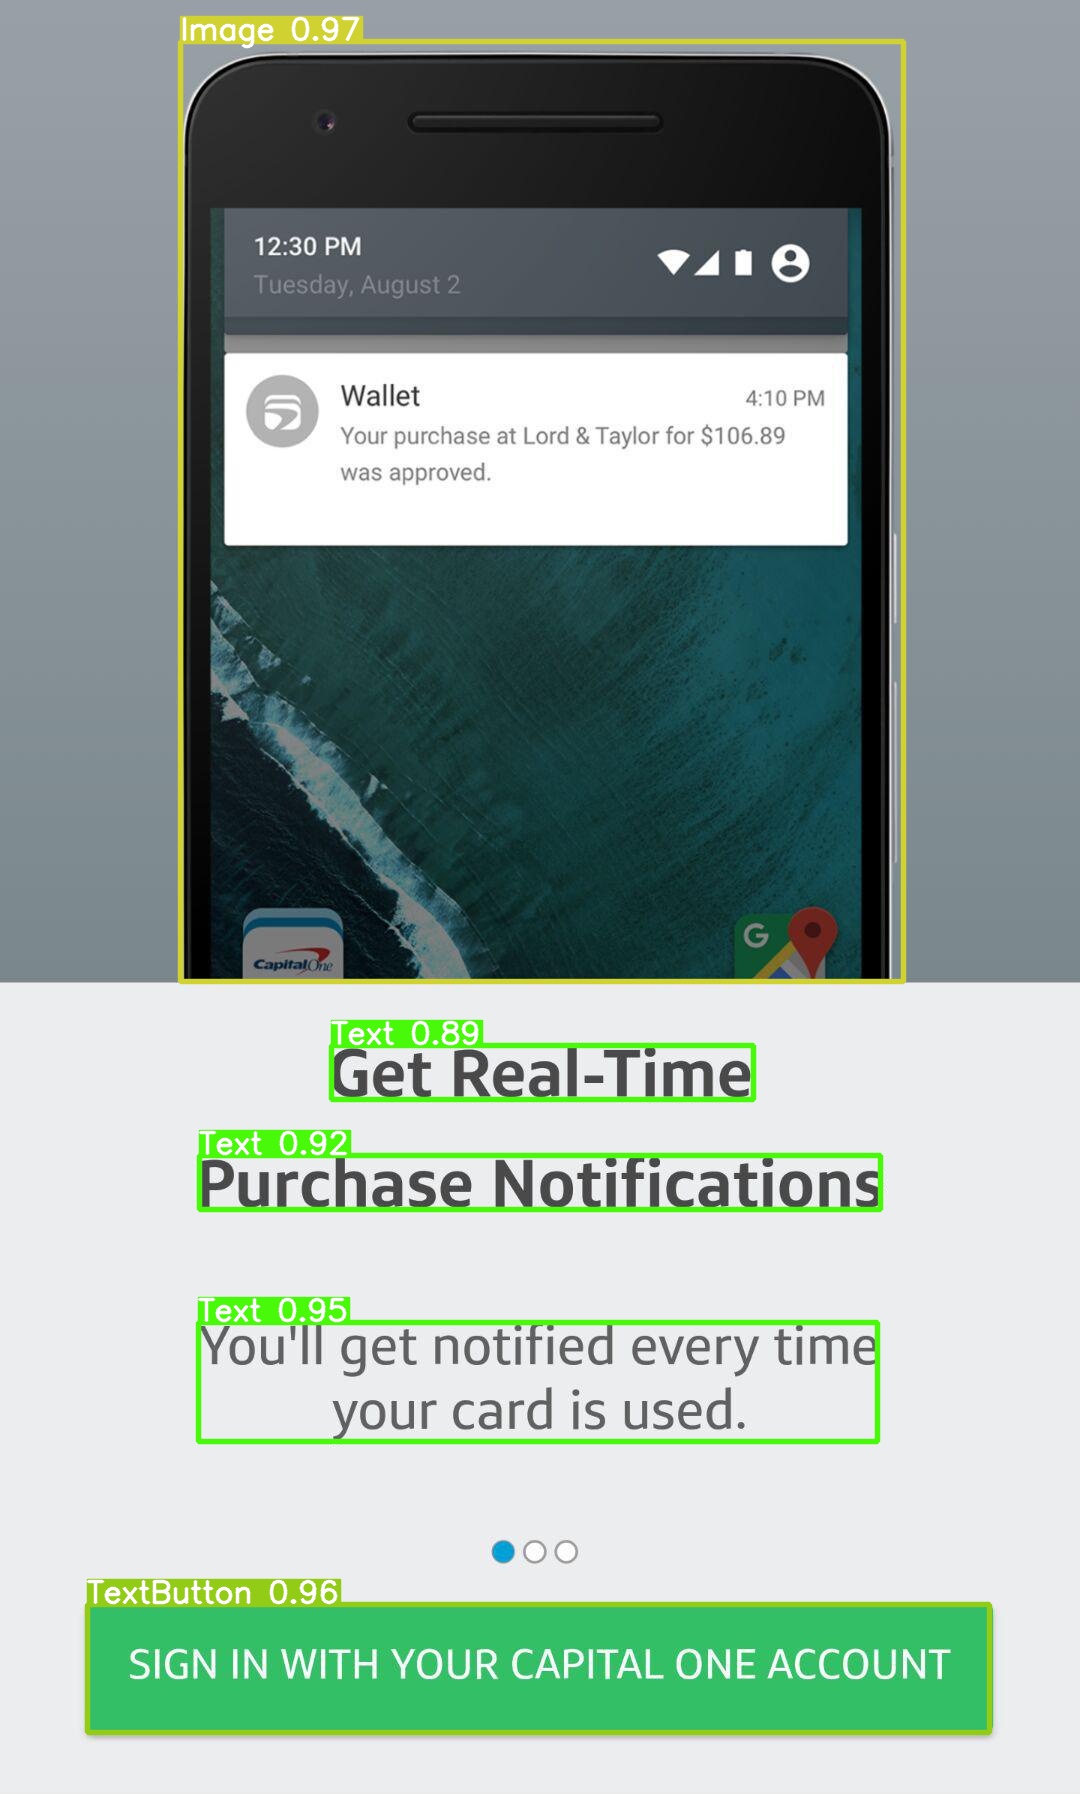 Image 0.97
12:30 PM
Tuesday, August 2
Wallet 4:10 PM
Your purchase at Lord & Taylor for $106.89
was approved.
CapitalOne
G
Text 0.89
Get Real-Time
Text 0.92
Purchase Notifications
Text 0.95
You'll get notified every time
your card is used.
TextButton 0.96
SIGN IN WITH YOUR CAPITAL ONE ACCOUNT